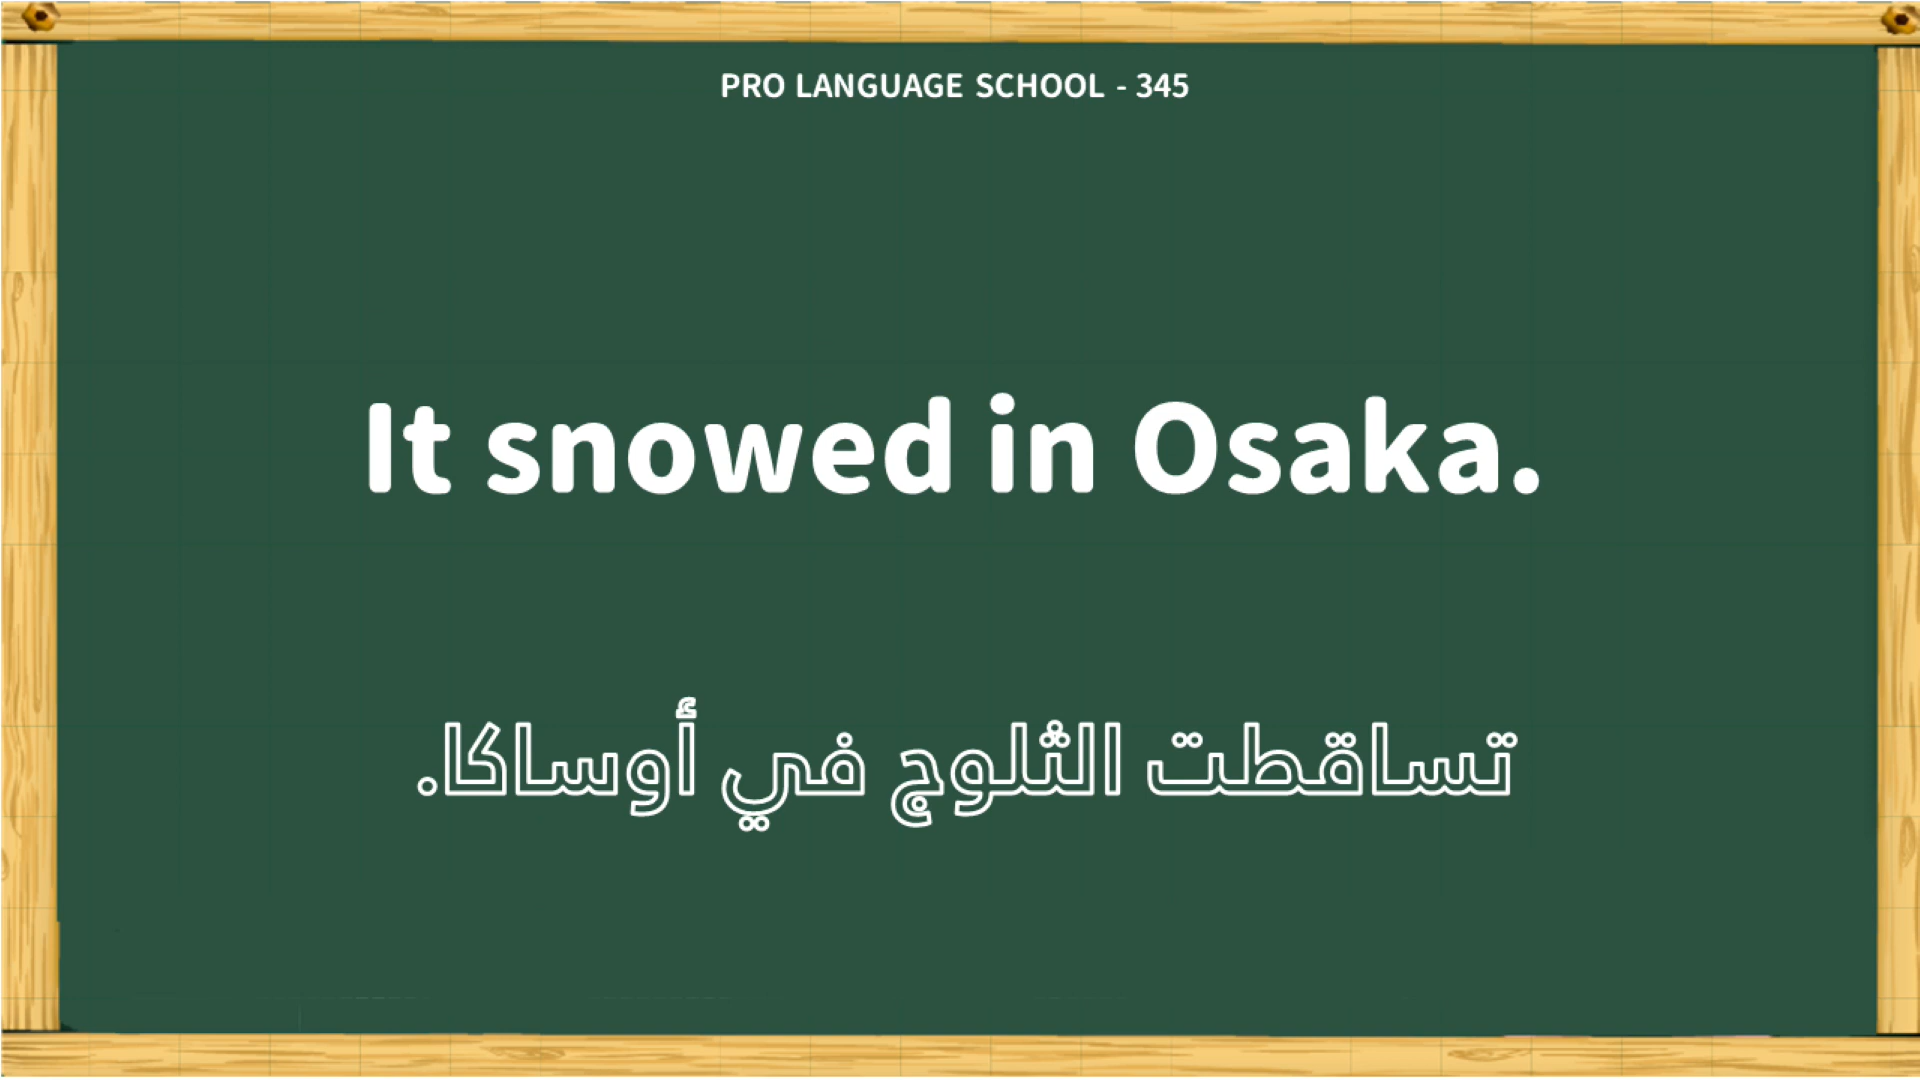 PRO LANGUAGE SCHOOL - 345
It snowed in Osaka.
تساقطت الثلوج في أوساكا.